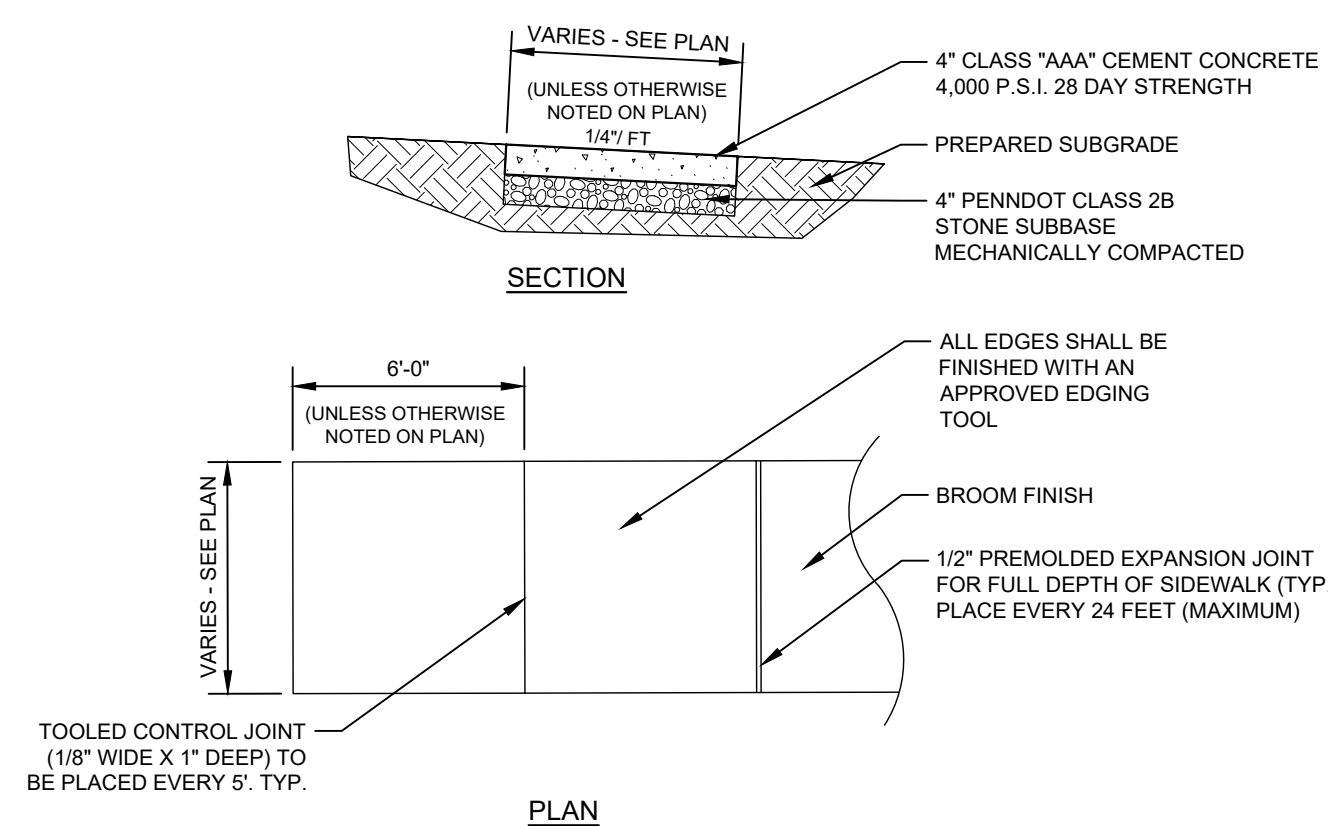 VARIES - SEE PLAN
(UNLESS OTHERWISE
NOTED ON PLAN)
1/4"/ FT
4" CLASS "AAA" CEMENT CONCRETE
4,000 P.S.I. 28 DAY STRENGTH
PREPARED SUBGRADE
4" PENNDOT CLASS 2B
STONE SUBBASE
MECHANICALLY COMPACTED
SECTION
6'-0"
(UNLESS OTHERWISE
NOTED ON PLAN)
VARIES - SEE PLAN
ALL EDGES SHALL BE
FINISHED WITH AN
APPROVED EDGING
TOOL
BROOM FINISH
1/2" PREMOLDED EXPANSION JOINT
FOR FULL DEPTH OF SIDEWALK (TYP.
PLACE EVERY 24 FEET (MAXIMUM)
TOOLED CONTROL JOINT
(1/8" WIDE X 1" DEEP) TO
BE PLACED EVERY 5'. TYP.
PLAN